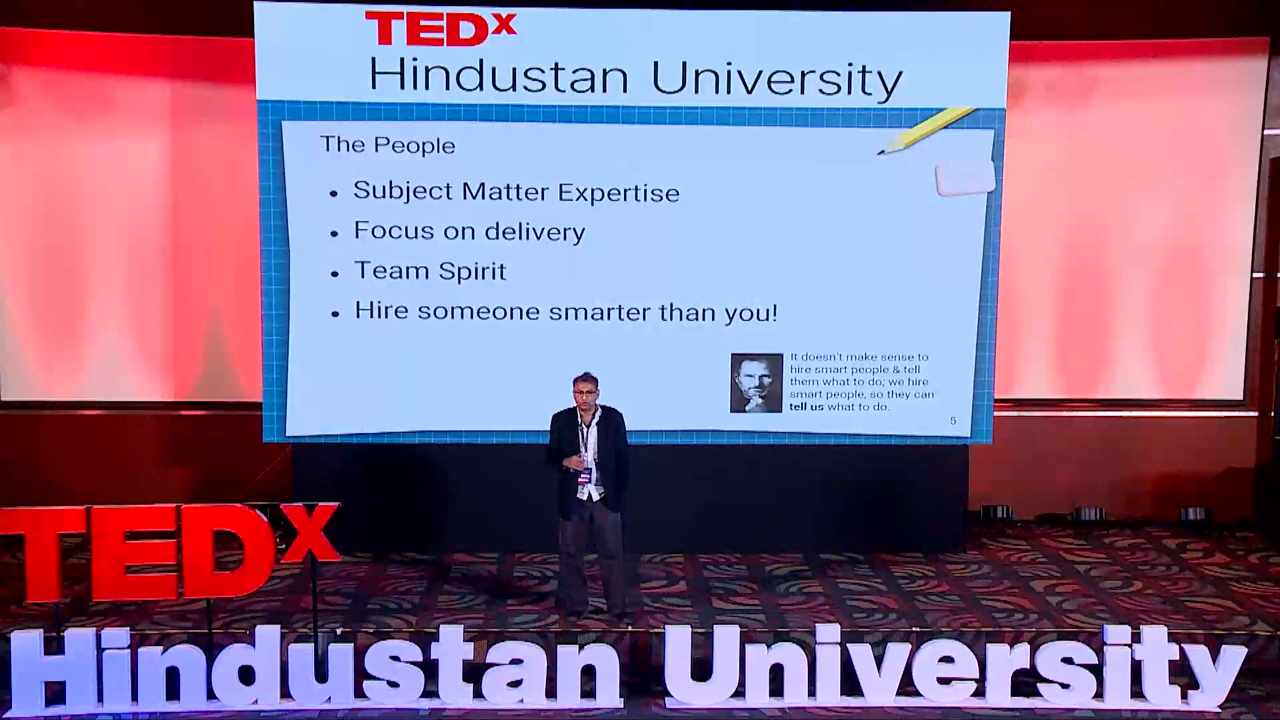 TEDx
Hindustan University
The People
• Subject Matter Expertise
• Focus on delivery
• Team Spirit
• Hire someone smarter than you!
It doesn't make sense to
hire smart people & tell
them what to do; we hire
smart people, so they can
tell us what to do.
5
TEDx
Hindustan University